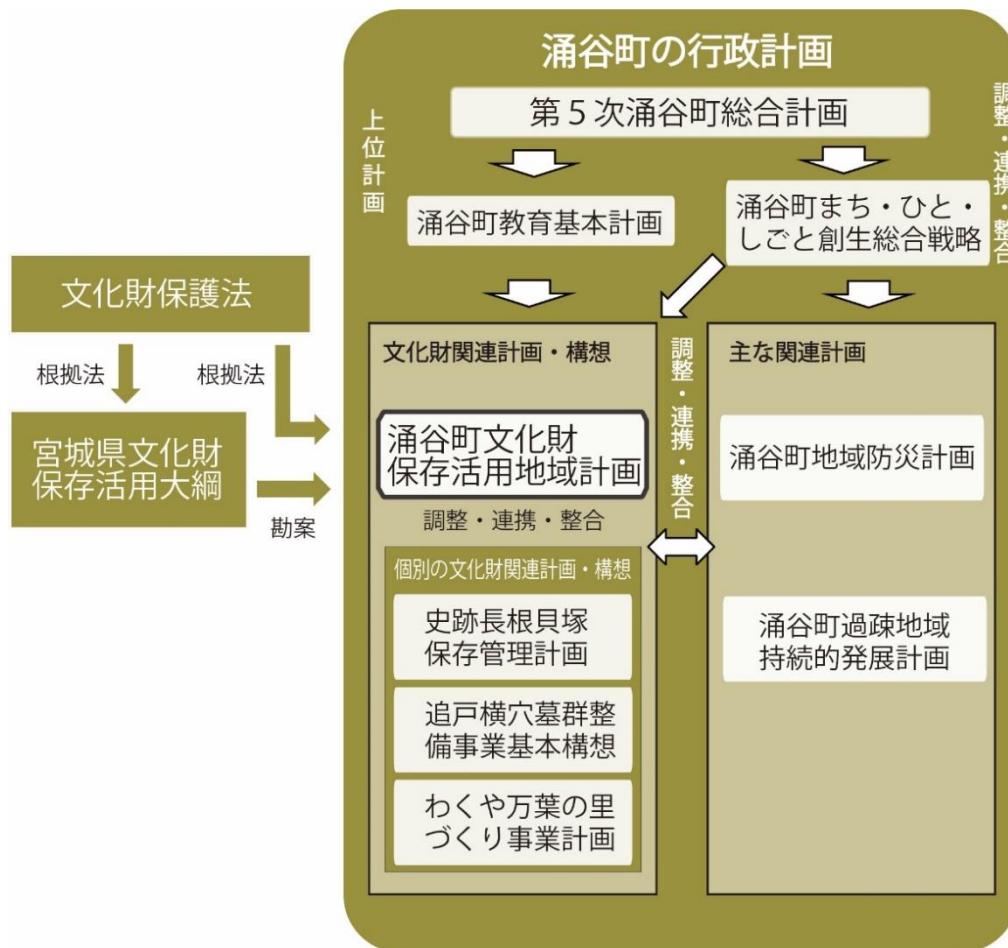 涌谷町の行政計画
第5次涌谷町総合計画
上位計画
調整・連携・整合
涌谷町教育基本計画
涌谷町まち・ひと・
しごと創生総合戦略
文化財保護法
根拠法
根拠法
宮城県文化財
保存活用大綱
勘案
文化財関連計画・構想
涌谷町文化財
保存活用地域計画
調整・連携・整合
個別の文化財関連計画・構想
史跡長根貝塚
保存管理計画
追戸横穴墓群整
備事業基本構想
わくや万葉の里
づくり事業計画
調整・連携・整合
主な関連計画
涌谷町地域防災計画
涌谷町過疎地域
持続的発展計画